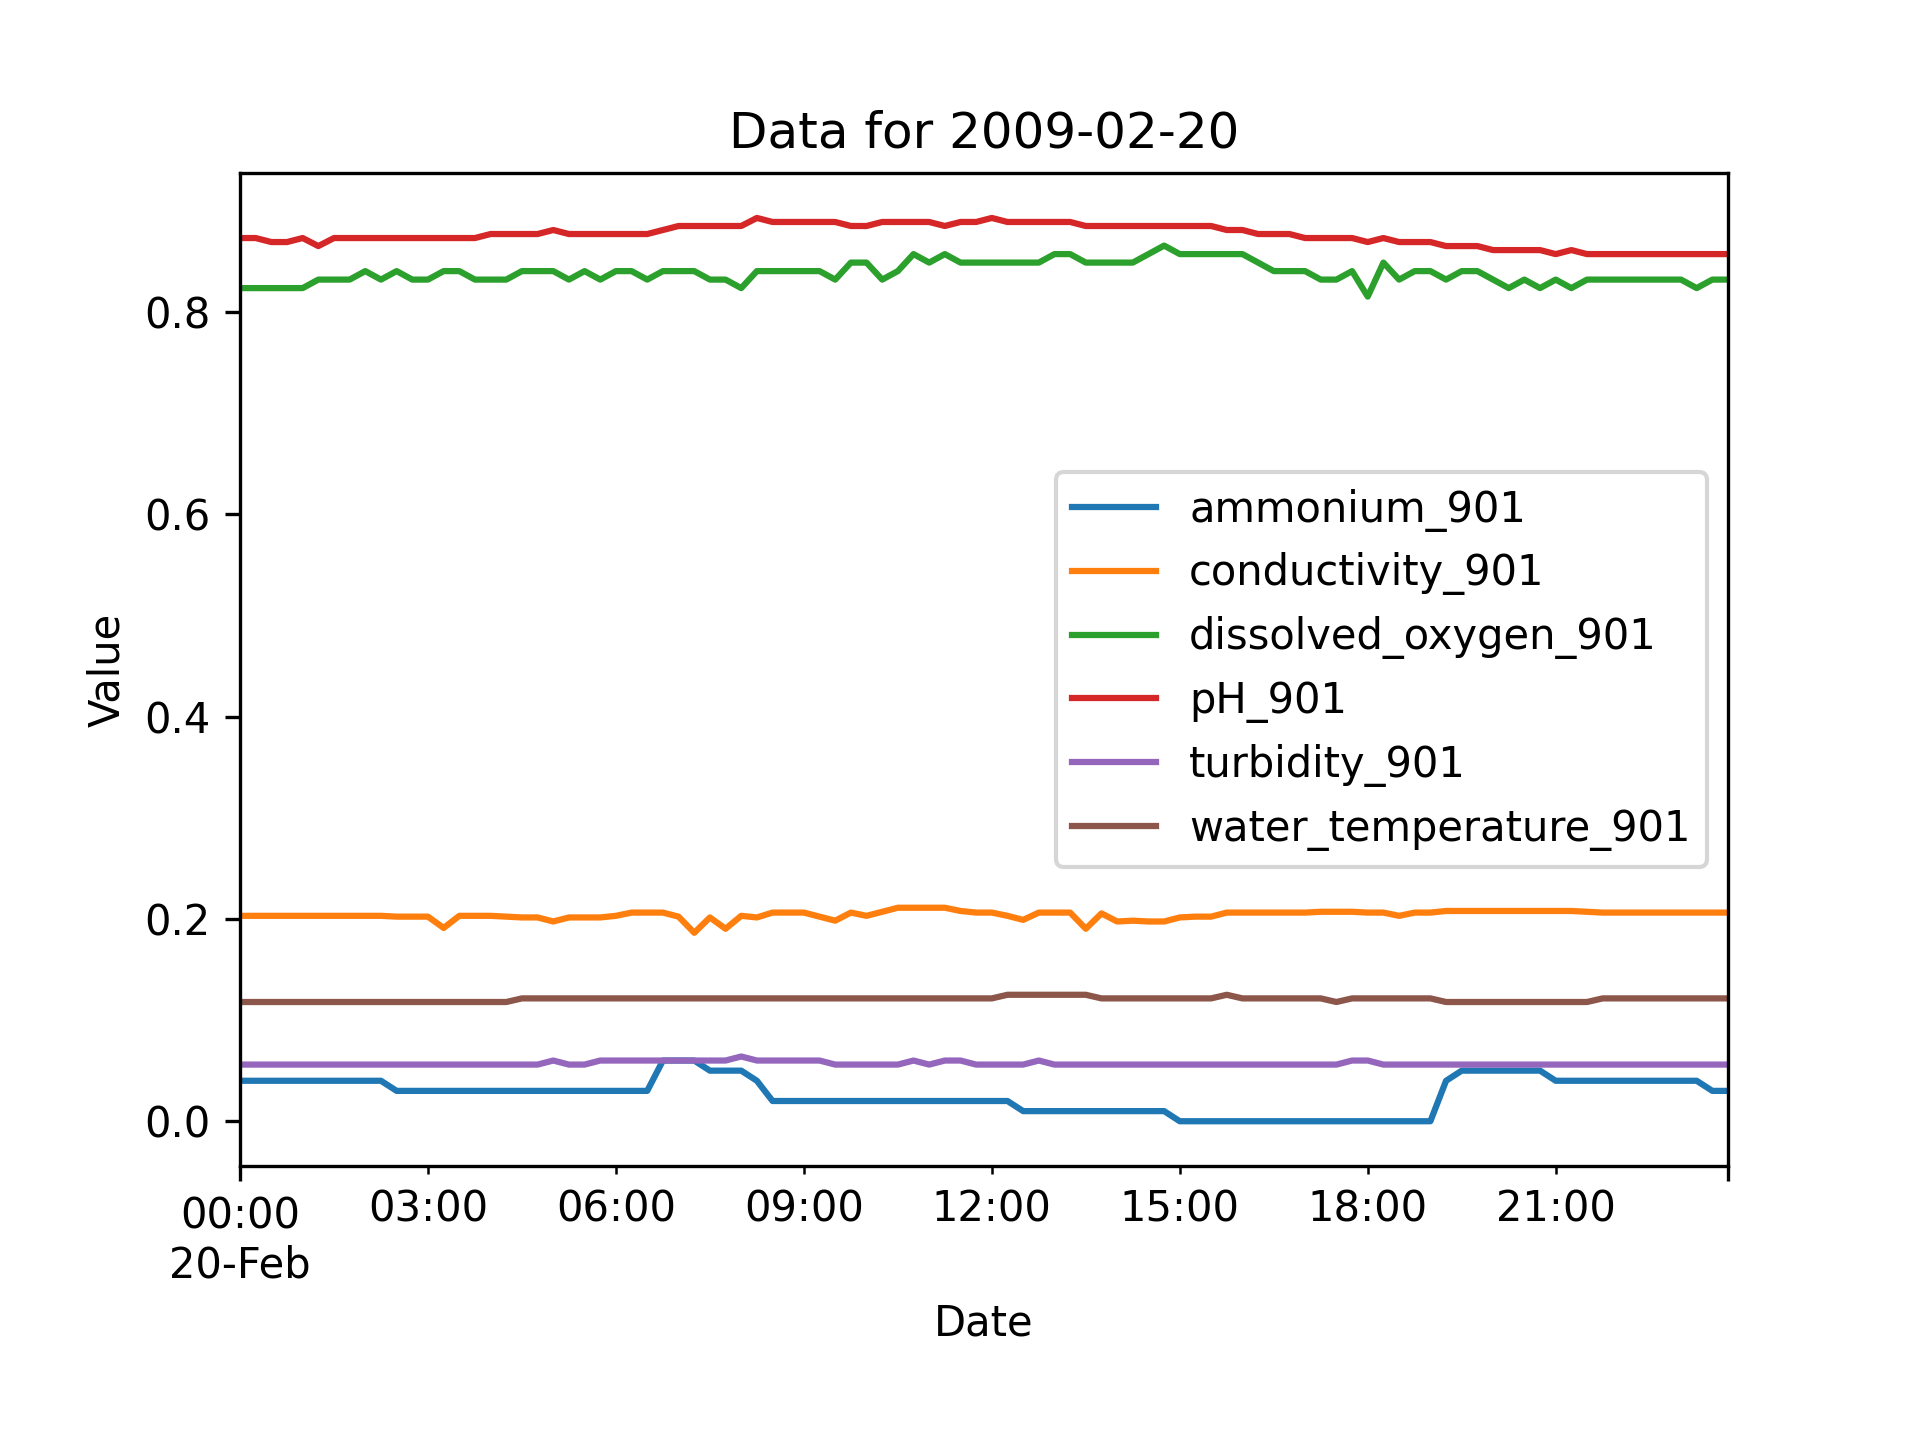 Data for 2009-02-20
Value
0.8
0.6
0.4
0.2
0.0
ammonium_901
conductivity_901
dissolved_oxygen_901
pH_901
turbidity_901
water_temperature_901
00:00 03:00 06:00 09:00 12:00 15:00 18:00 21:00
20-Feb
Date